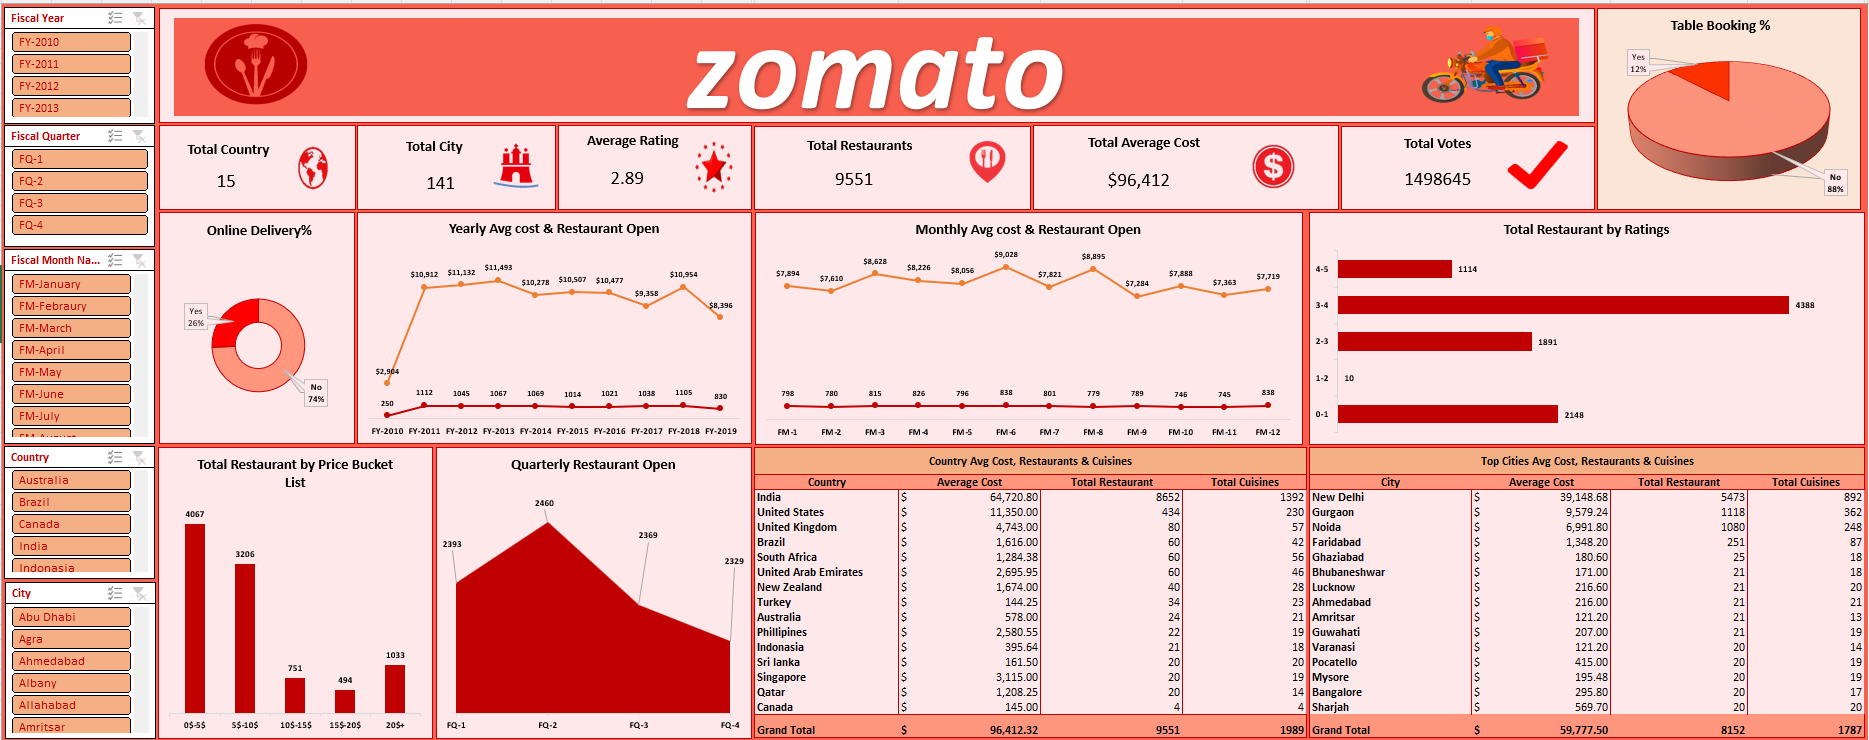 Fiscal Year
FY-2010
FY-2011
FY-2012
FY-2013
Fiscal Quarter
FQ-1
FQ-2
FQ-3
FQ-4
Fiscal Month Na...
FM-January
FM-Febraury
FM-March
FM-April
FM-May
FM-June
FM-July
FM-August
Country
Australia
Brazil
Canada
India
Indonasia
City
Abu Dhabi
Agra
Ahmedabad
Albany
Allahabad
Amritsar
zomato
Table Booking %
Yes
12%
No
88%
Total Country
15
Total City
141
Average Rating
2.89
Total Restaurants
9551
Total Average Cost
$96,412
Total Votes
1498645
Online Delivery%
Yes
26%
No
74%
Yearly Avg cost & Restaurant Open
$2,904 $10,912 $11,132 $11,493 $10,278 $10,507 $10,477 $9,358 $10,954 $8,396
250 1112 1045 1067 1069 1014 1021 1038 1105 830
FY-2010 FY-2011 FY-2012 FY-2013 FY-2014 FY-2015 FY-2016 FY-2017 FY-2018 FY-2019
Monthly Avg cost & Restaurant Open
$7,894 $7,610 $8,628 $8,226 $8,056 $9,028 $7,821 $8,895 $7,284 $7,888 $7,363 $7,719
798 780 815 826 796 838 801 779 789 746 745 838
FM-1 FM-2 FM-3 FM-4 FM-5 FM-6 FM-7 FM-8 FM-9 FM-10 FM-11 FM-12
Total Restaurant by Ratings
4-5 1114
3-4 4388
2-3 1891
1-2 10
0-1 2148
Total Restaurant by Price Bucket
List
4067 3206 751 494 1033
0$-5$ 5$-10$ 10$-15$ 15$-20$ 20$+
Quarterly Restaurant Open
2393 2460 2369 2329
FQ-1 FQ-2 FQ-3 FQ-4
Country Avg Cost, Restaurants & Cuisines
Country Average Cost Total Restaurant Total Cuisines
India $ 64,720.80 8652 1392
United States $ 11,350.00 434 230
United Kingdom $ 4,743.00 80 57
Brazil $ 1,616.00 60 42
South Africa $ 1,284.38 60 56
United Arab Emirates $ 2,695.95 60 46
New Zealand $ 1,674.00 40 28
Turkey $ 144.25 34 23
Australia $ 578.00 24 21
Phillipines $ 2,580.55 22 19
Indonasia $ 395.64 21 18
Sri lanka $ 161.50 20 20
Singapore $ 3,115.00 20 19
Qatar $ 1,208.25 20 14
Canada $ 145.00 4 4
Grand Total $ 96,412.32 9551 1989
Top Cities Avg Cost, Restaurants & Cuisines
City Average Cost Total Restaurant Total Cuisines
New Delhi $ 39,148.68 5473 892
Gurgaon $ 9,579.24 1118 362
Noida $ 6,991.80 1080 248
Faridabad $ 1,348.20 251 87
Ghaziabad $ 180.60 25 18
Bhubaneshwar $ 171.00 21 18
Lucknow $ 216.60 21 20
Ahmedabad $ 216.00 21 21
Amritsar $ 121.20 21 13
Guwahati $ 207.00 21 19
Varanasi $ 121.20 20 14
Pocatello $ 415.00 20 19
Mysore $ 195.48 20 19
Bangalore $ 295.80 20 17
Sharjah $ 569.70 20 20
Grand Total $ 59,777.50 8152 1787